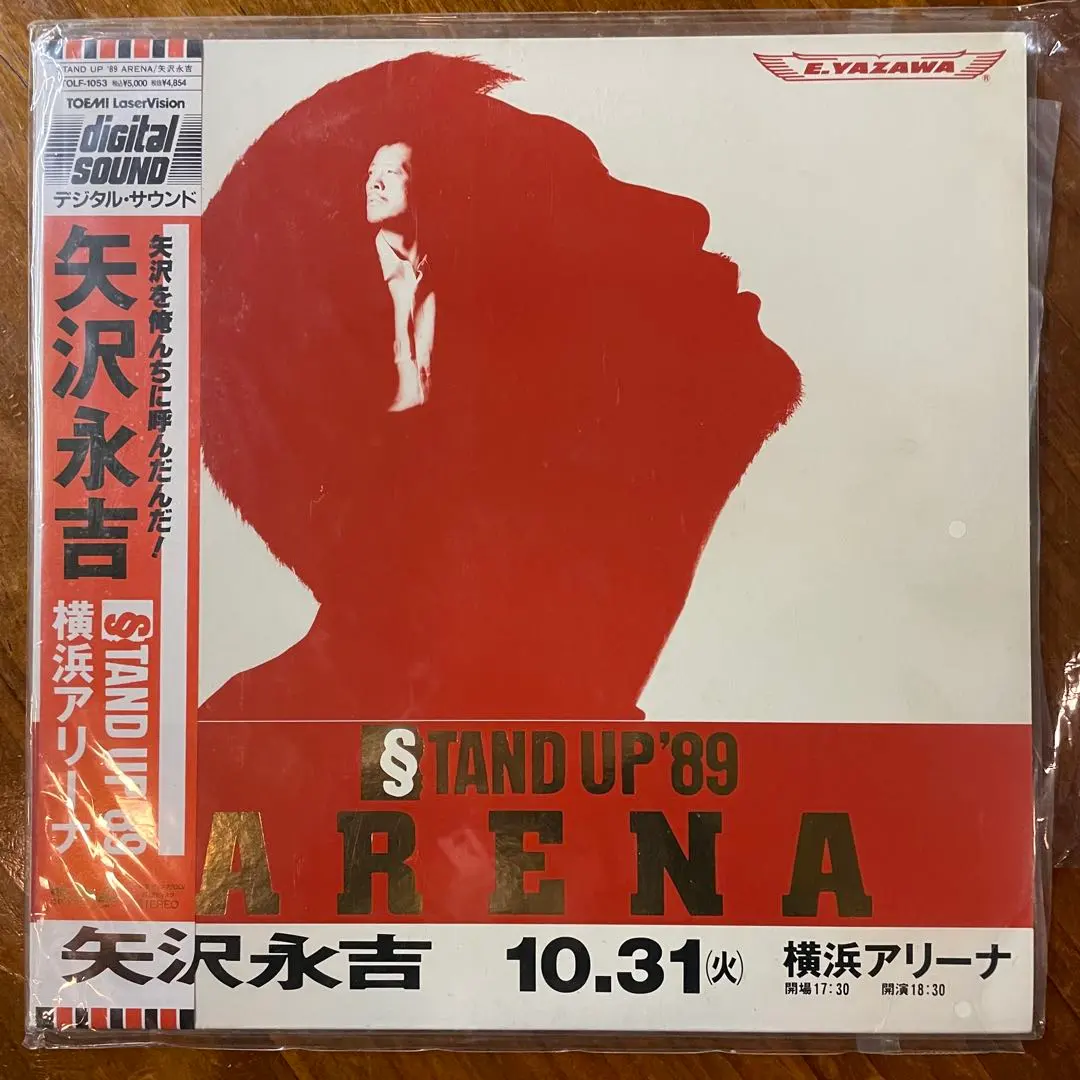 STAND UP '89 ARENA/矢沢永吉
TOLF-1053 税込¥5,000 税抜¥4,854
TOEMI LaserVision
digital
SOUND
デジタル・サウンド
矢沢永吉
矢沢を俺んちに呼んだんだ!
STAND UP '89
横浜アリーナ
STEREO
E.YAZAWA®
STAND UP '89
ARENA
矢沢永吉 10.31(火) 横浜アリーナ
開場17:30 開演18:30